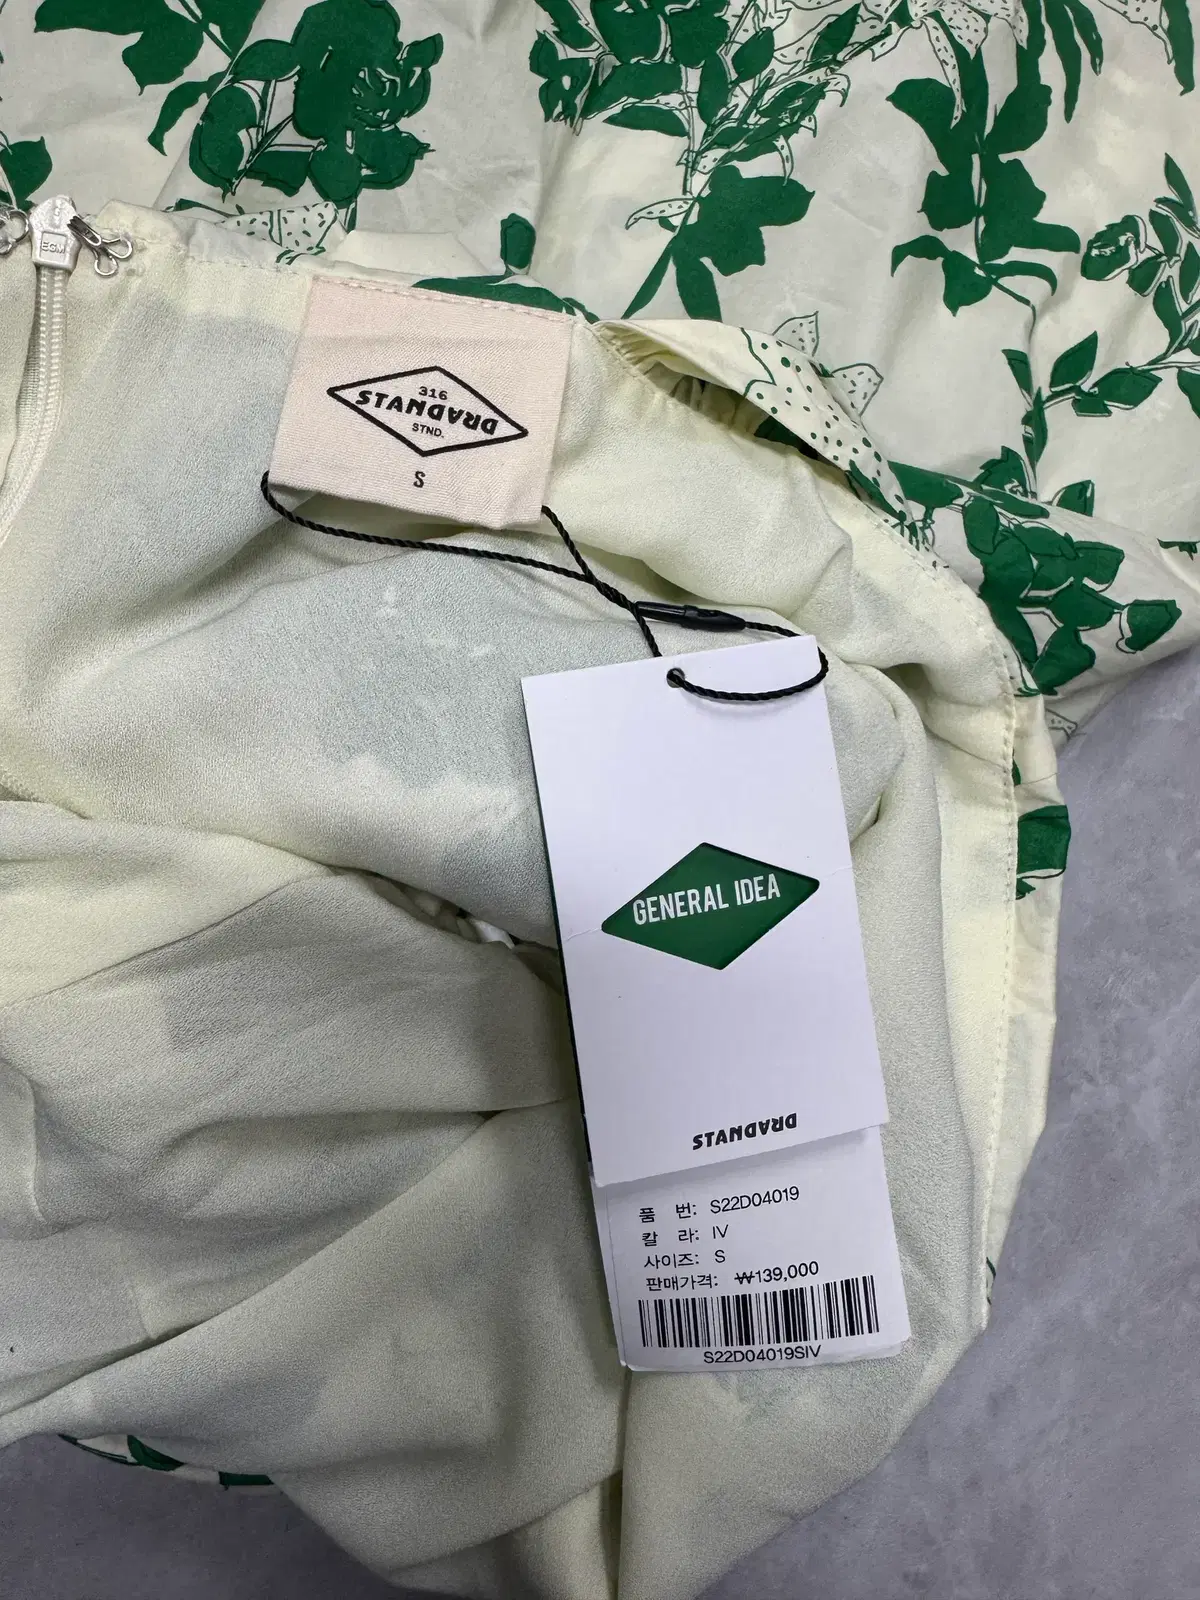 EGM
316
STANDARD
STND.
S
GENERAL IDEA
STANDARD
품 번: S22D04019
칼 라: IV
사이즈: S
판매가격: ₩139,000
S22D04019SIV